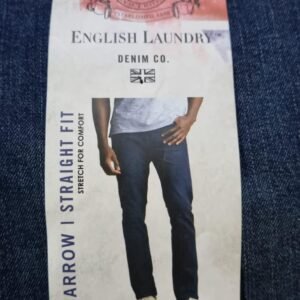 ENGLISH LAUNDRY
DENIM CO.
ARROW | STRAIGHT FIT
STRETCH FOR COMFORT